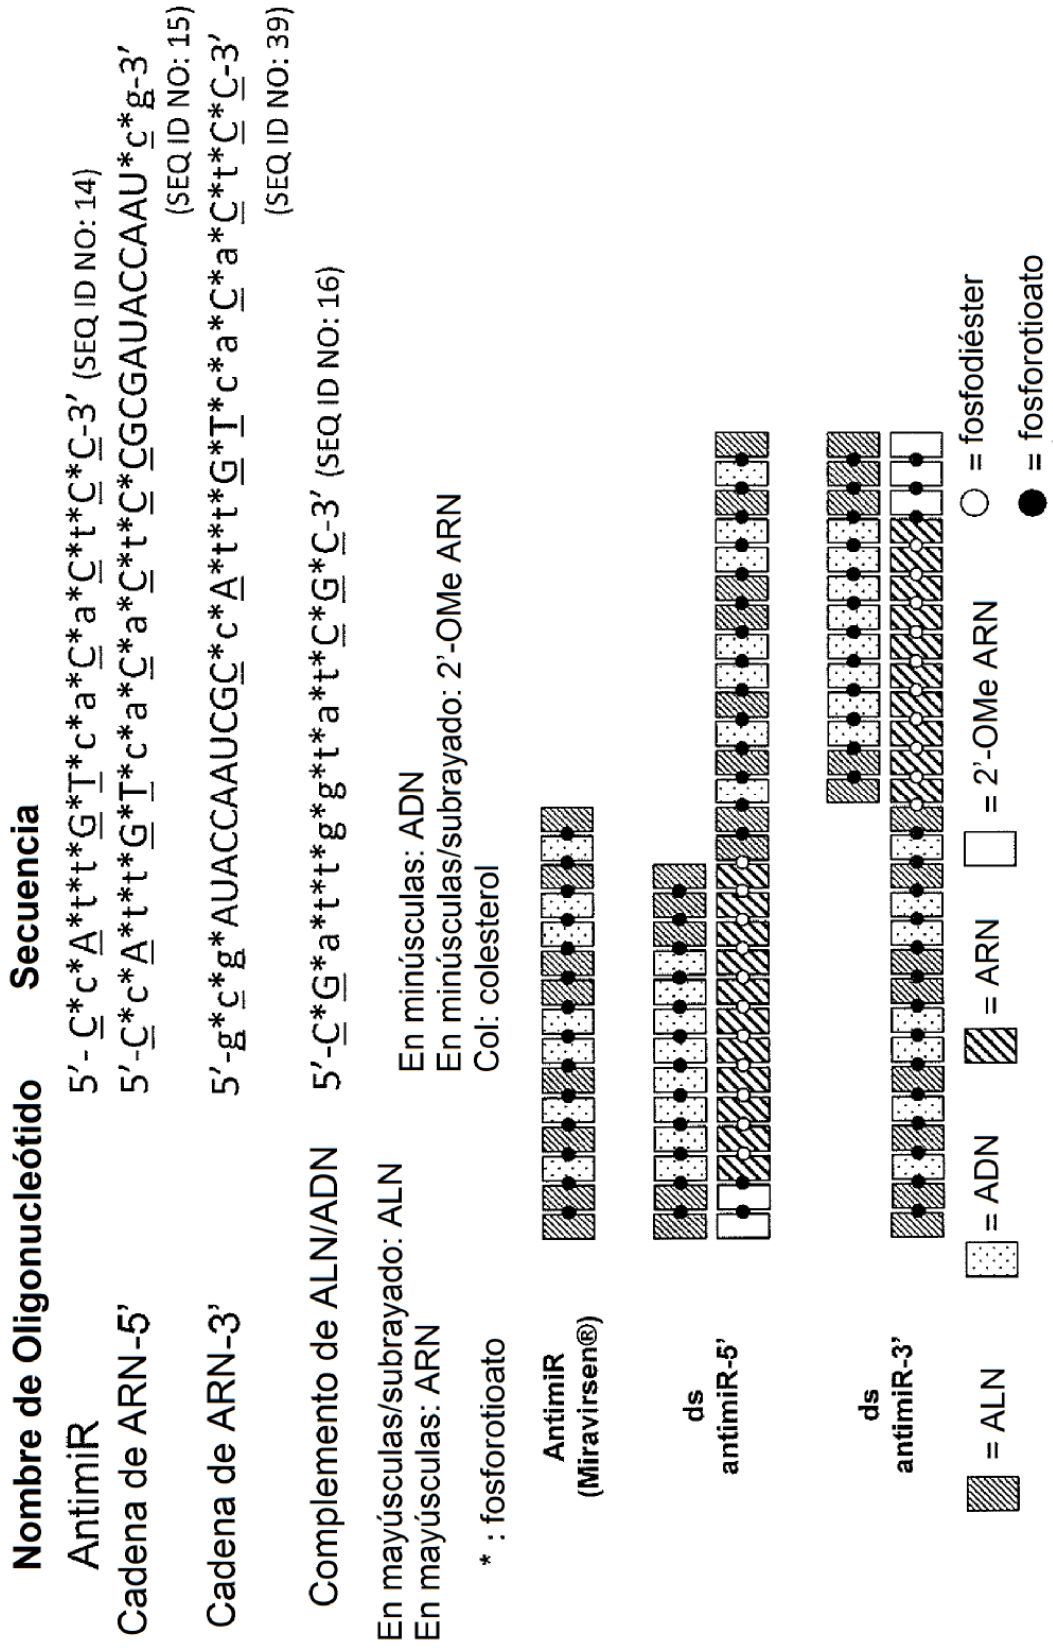 Nombre de Oligonucleótido Secuencia
AntimiR 5’- C*c*A*t*t*G*T*c*a*C*a*C*t*C*C-3’ (SEQ ID NO: 14)
Cadena de ARN-5’ 5’-C*c*A*t*t*G*T*c*a*C*a*C*t*C*CGCGAUACCAAU*c*g-3’
(SEQ ID NO: 15)
Cadena de ARN-3’ 5’-g*c*g*AUACCAAUCGC*c*A*t*t*G*T*c*a*C*a*C*t*C*C-3’
(SEQ ID NO: 39)
Complemento de ALN/ADN 5’-C*G*a*t*t*g*g*t*a*t*C*G*C-3’ (SEQ ID NO: 16)
En mayúsculas/subrayado: ALN En minúsculas: ADN
En mayúsculas: ARN En minúsculas/subrayado: 2’-OMe ARN
Col: colesterol
* : fosforotioato
AntimiR
(Miravirsen®)
ds
antimiR-5’
ds
antimiR-3’
= ALN = ADN = ARN = 2’-OMe ARN = fosfodiéster
= fosforotioato